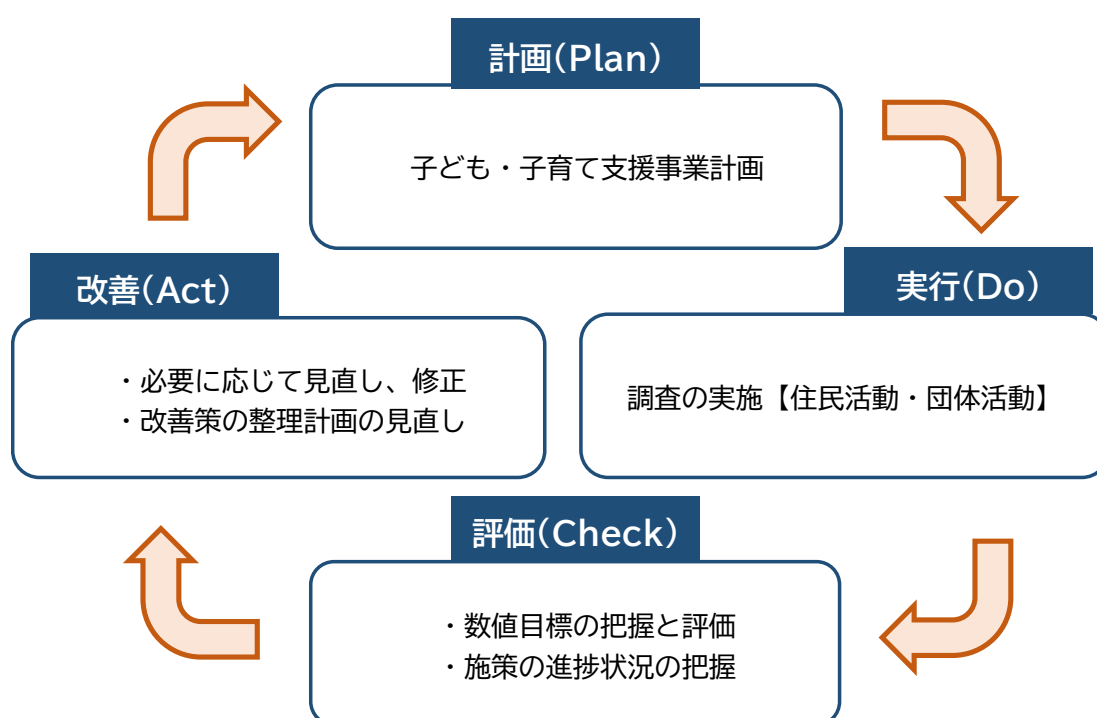 計画(Plan)
子ども・子育て支援事業計画
改善(Act)
・必要に応じて見直し、修正
・改善策の整理計画の見直し
実行(Do)
調査の実施【住民活動・団体活動】
評価(Check)
・数値目標の把握と評価
・施策の進捗状況の把握